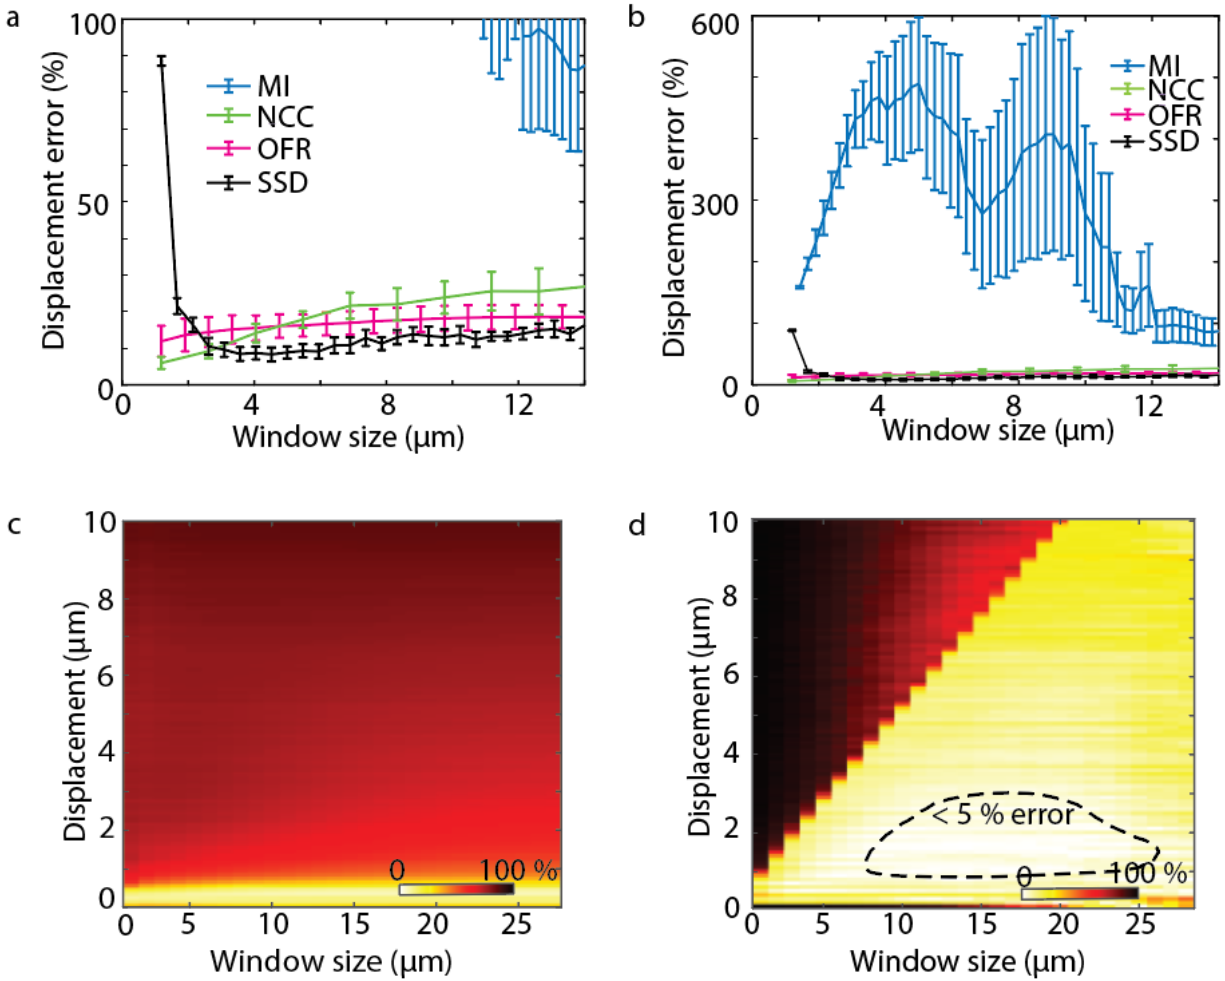 a
100
50
0
Displacement error (%)
MI
NCC
OFR
SSD
0 4 8 12
Window size (μm)
b
600
300
0
Displacement error (%)
MI
NCC
OFR
SSD
0 4 8 12
Window size (μm)
c
10
8
6
4
2
0
Displacement (μm)
0 100 %
0 5 10 15 20 25
Window size (μm)
d
10
8
6
4
2
0
Displacement (μm)
< 5 % error
0 100 %
0 5 10 15 20 25
Window size (μm)